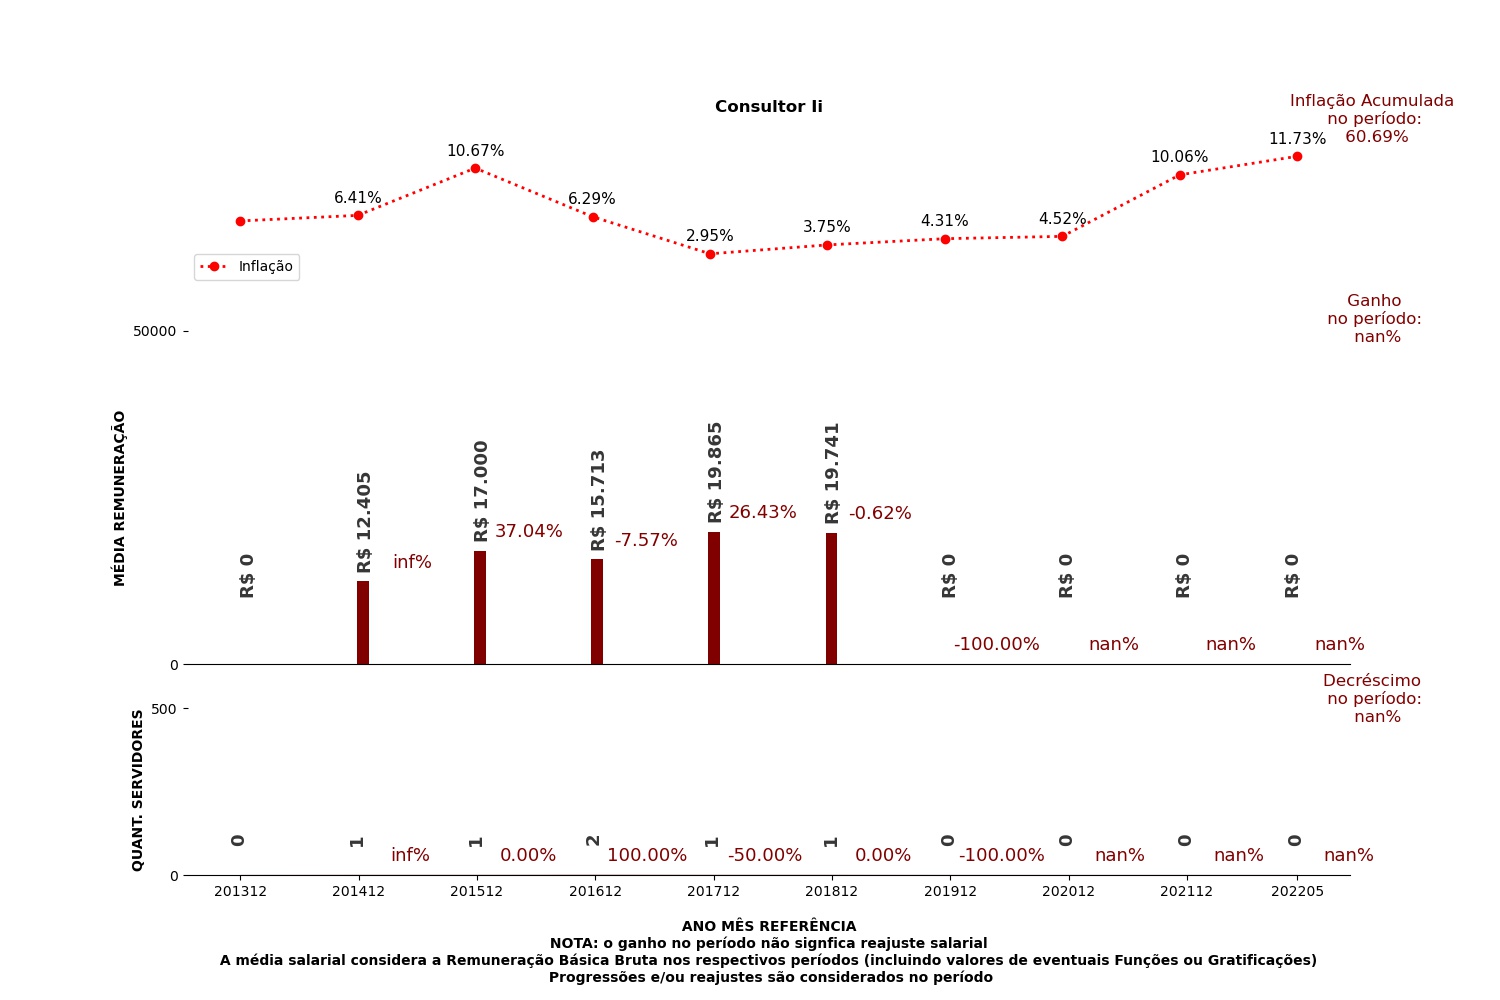 Consultor Ii
Inflação Acumulada
no período:
60.69%
6.41%
10.67%
6.29%
2.95%
3.75%
4.31%
4.52%
10.06%
11.73%
Inflação
Ganho
no período:
nan%
50000
0
MÉDIA REMUNERAÇÃO
R$ 0
R$ 12.405
R$ 17.000
R$ 15.713
R$ 19.865
R$ 19.741
R$ 0
R$ 0
R$ 0
R$ 0
inf%
37.04%
-7.57%
26.43%
-0.62%
-100.00%
nan%
nan%
nan%
Decréscimo
no período:
nan%
500
0
QUANT. SERVIDORES
0
1
1
2
1
1
0
0
0
0
inf%
0.00%
100.00%
-50.00%
0.00%
-100.00%
nan%
nan%
nan%
201312
201412
201512
201612
201712
201812
201912
202012
202112
202205
ANO MÊS REFERÊNCIA
NOTA: o ganho no período não signfica reajuste salarial
A média salarial considera a Remuneração Básica Bruta nos respectivos períodos (incluindo valores de eventuais Funções ou Gratificações)
Progressões e/ou reajustes são considerados no período